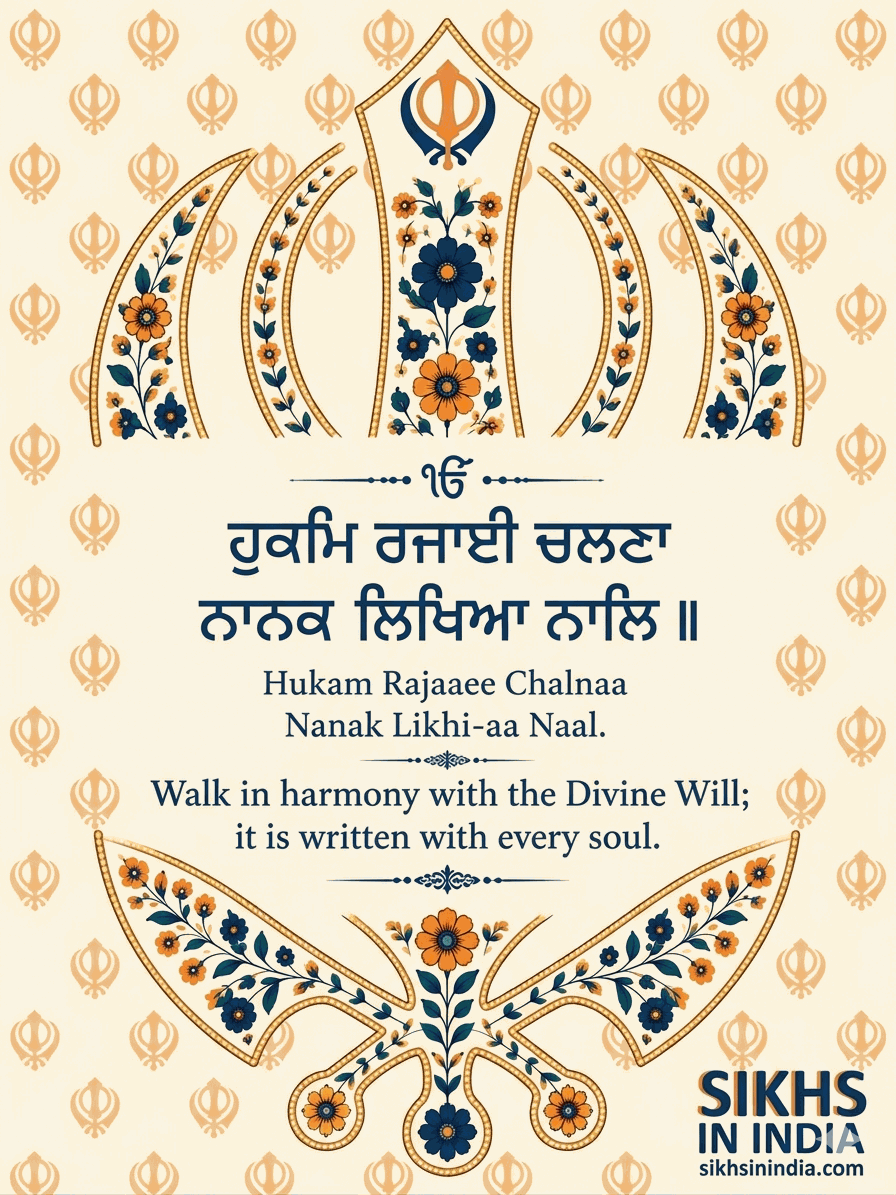 ੴ
ਹੁਕਮਿ ਰਜਾਈ ਚਲਣਾ
ਨਾਨਕ ਲਿਖਿਆ ਨਾਲਿ ॥
Hukam Rajaaee Chalnaa
Nanak Likhi-aa Naal.
Walk in harmony with the Divine Will;
it is written with every soul.
SIKHS
IN INDIA
sikhsinindia.com